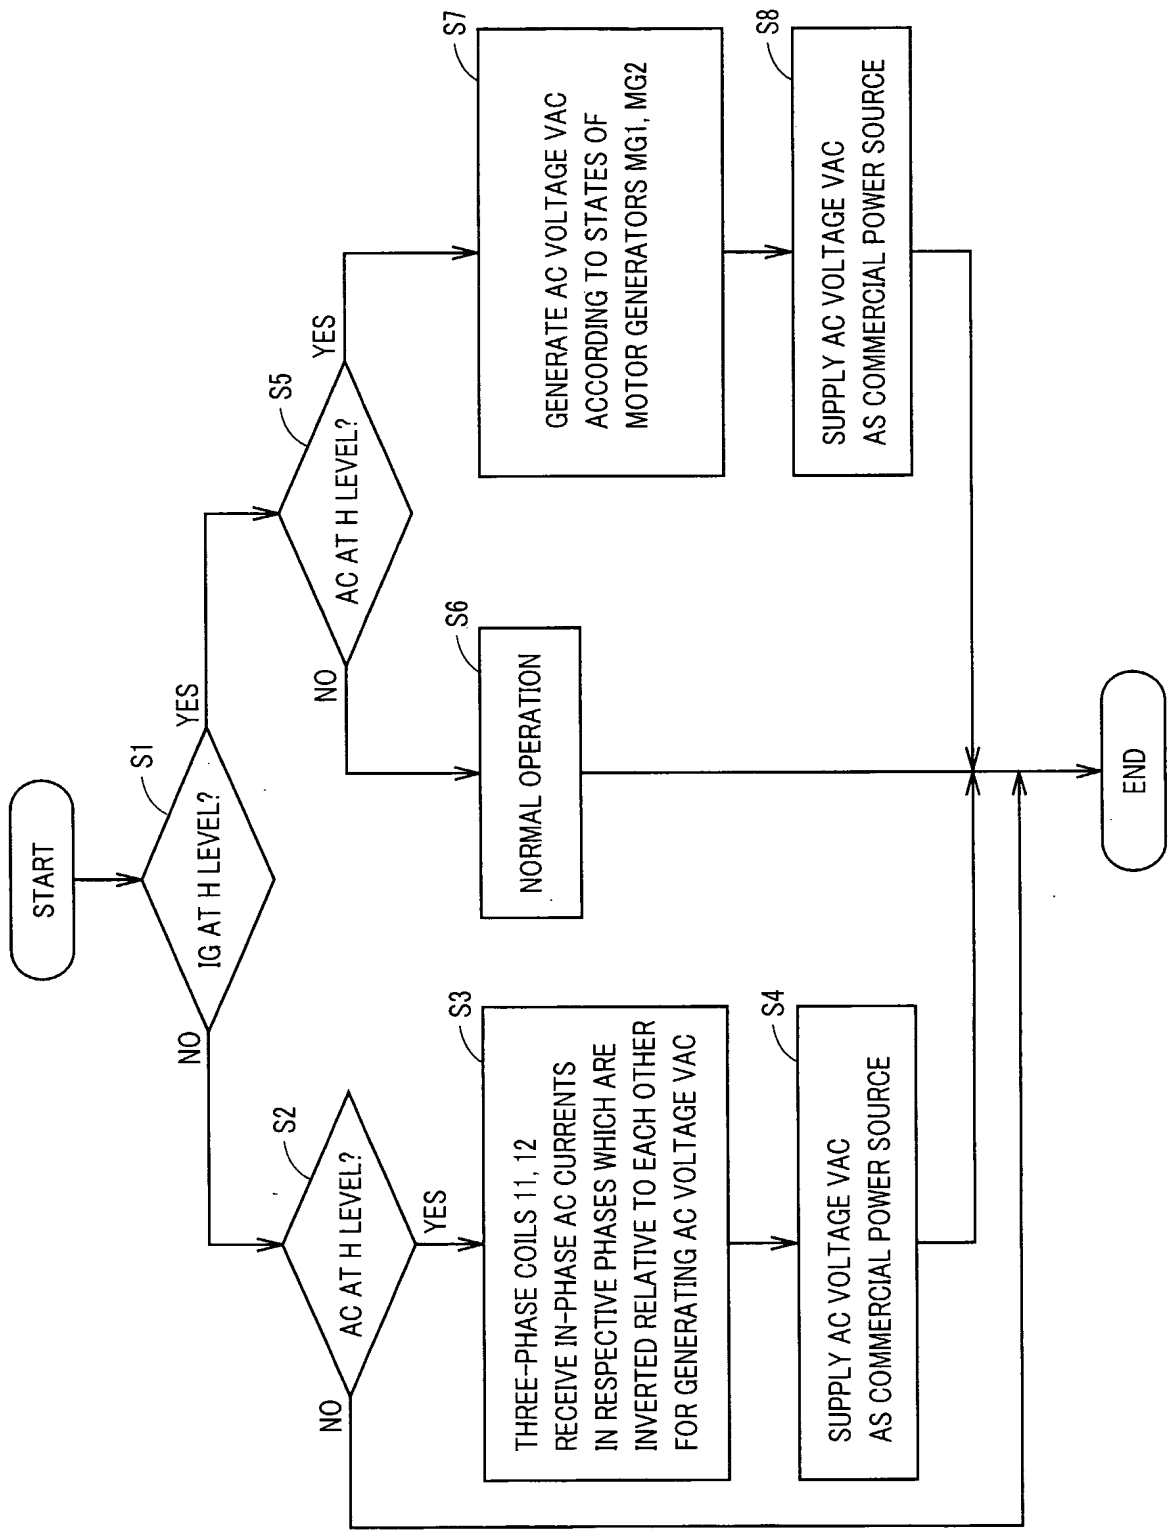 START
S1
IG AT H LEVEL?
NO
YES
S2
AC AT H LEVEL?
NO
YES
S3
THREE-PHASE COILS 11, 12
RECEIVE IN-PHASE AC CURRENTS
IN RESPECTIVE PHASES WHICH ARE
INVERTED RELATIVE TO EACH OTHER
FOR GENERATING AC VOLTAGE VAC
S4
SUPPLY AC VOLTAGE VAC
AS COMMERCIAL POWER SOURCE
S5
AC AT H LEVEL?
NO
YES
S6
NORMAL OPERATION
S7
GENERATE AC VOLTAGE VAC
ACCORDING TO STATES OF
MOTOR GENERATORS MG1, MG2
S8
SUPPLY AC VOLTAGE VAC
AS COMMERCIAL POWER SOURCE
END